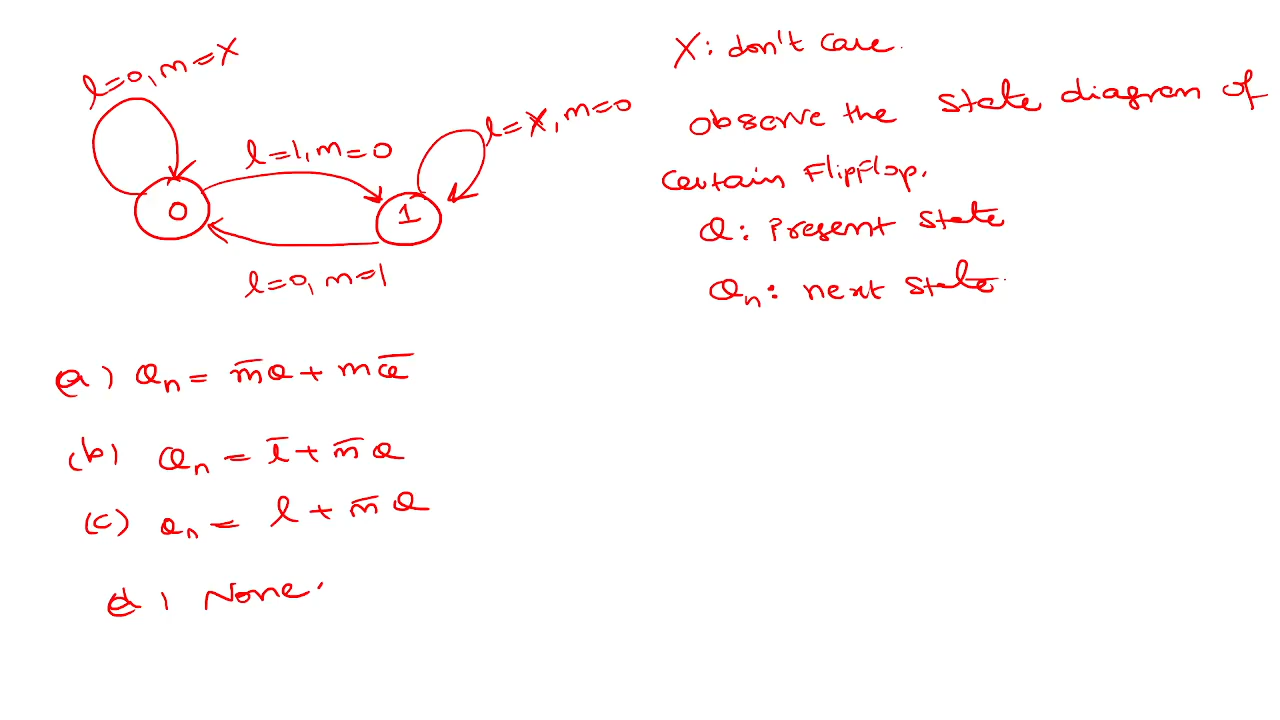 l=0, m=X
l=1, m=0
l=X, m=0
0
1
l=0, m=1
X: don't care.
observe the state diagram of
certain FlipFlop.
Q: Present state
Qn: next state.
(a) Qn = m̅Q + mQ̅
(b) Qn = l̅ + m̅Q
(c) Qn = l + m̅Q
d) None.